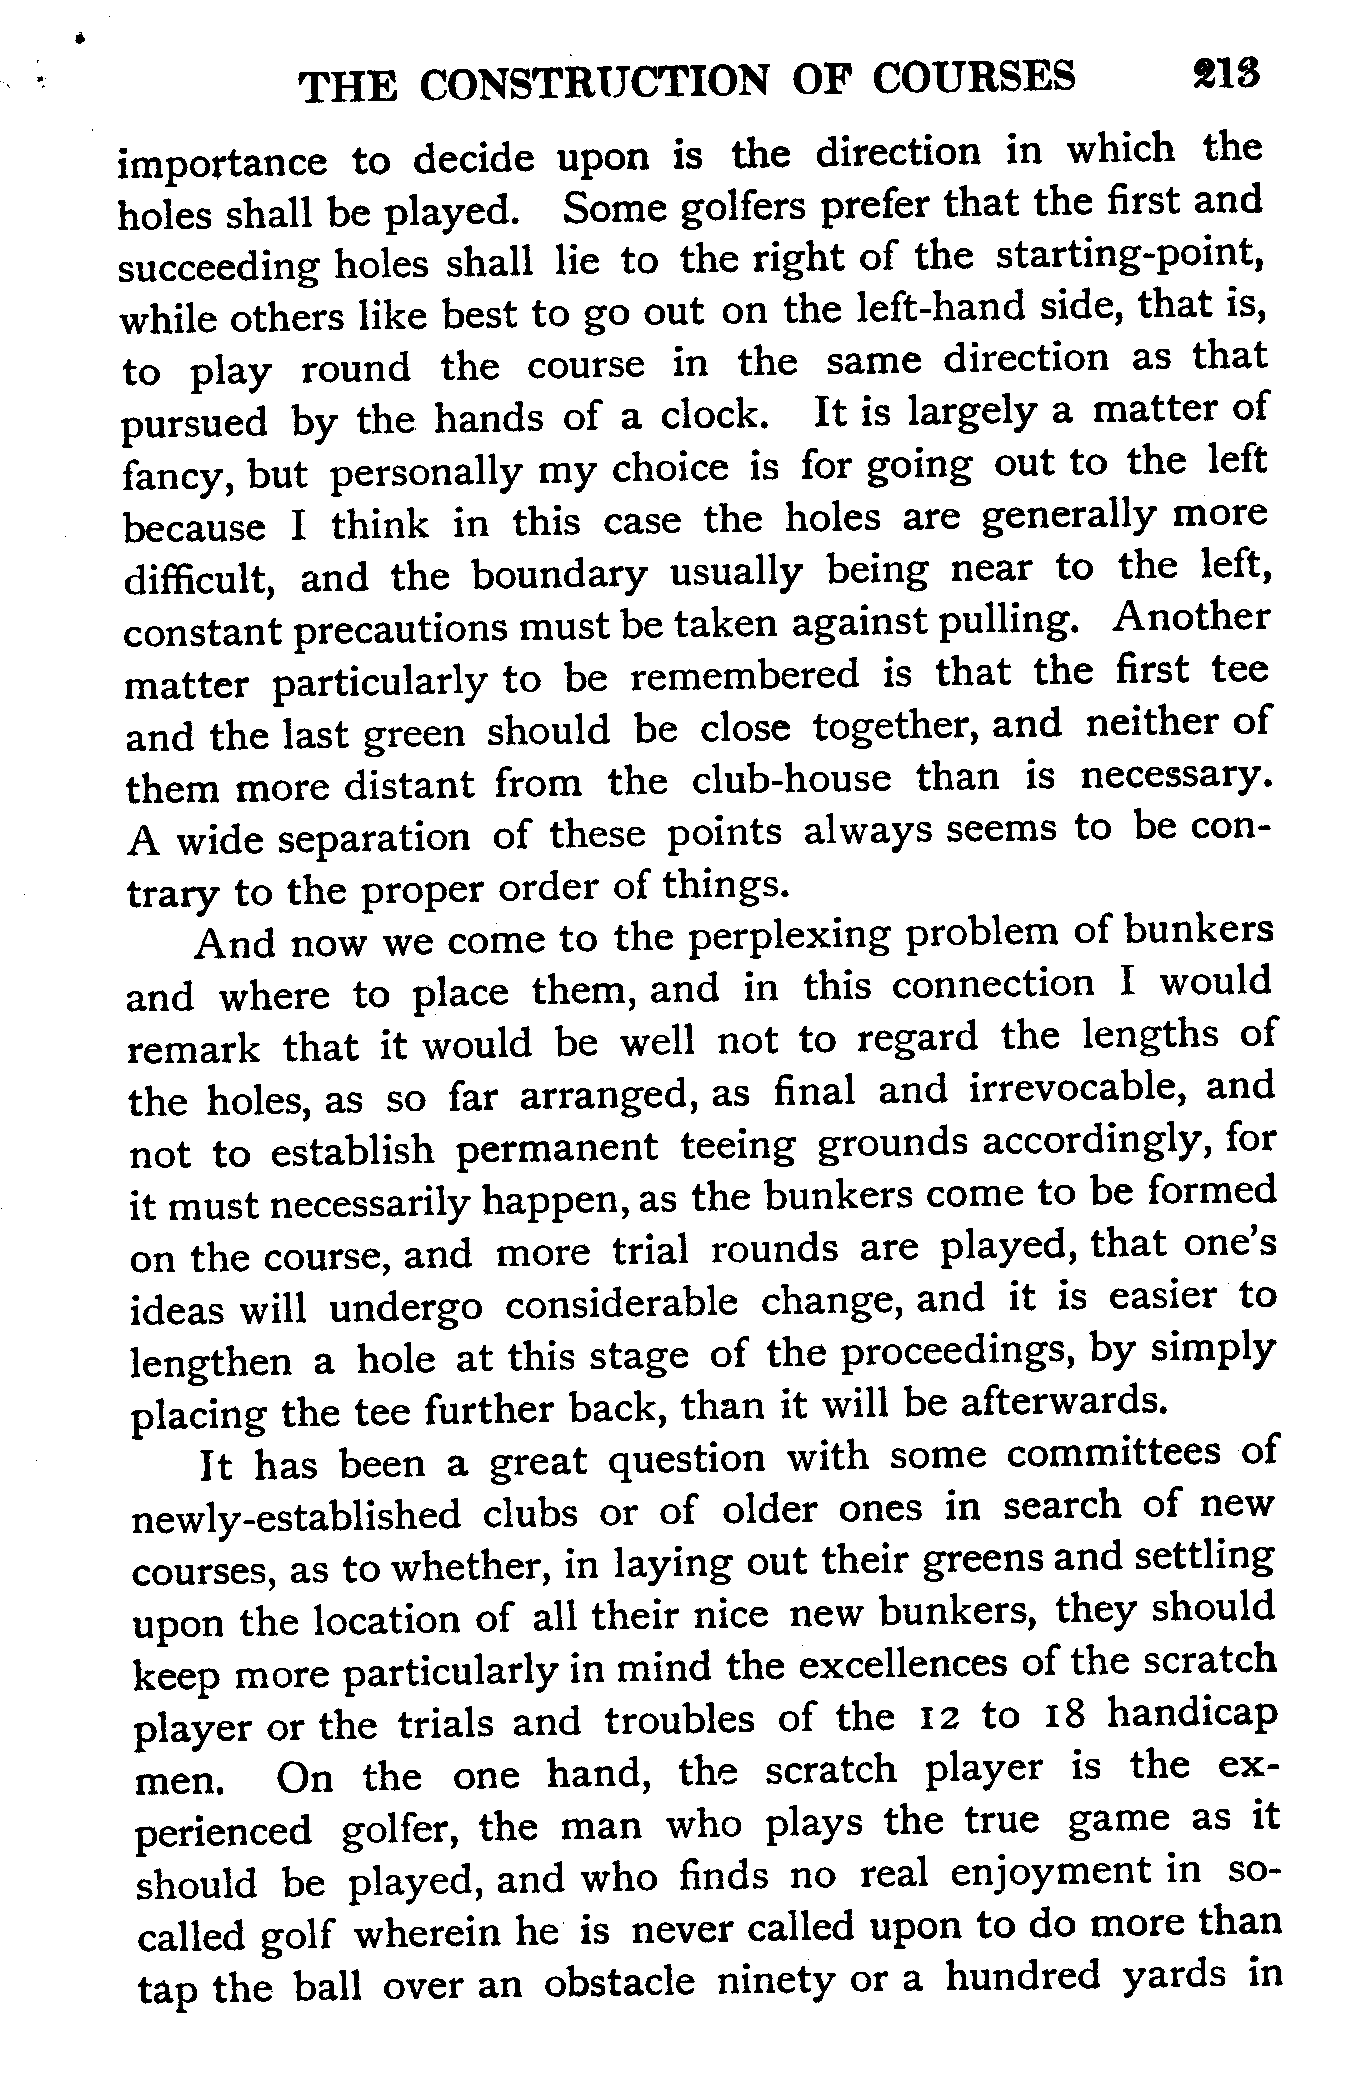 THE CONSTRUCTION OF COURSES 213
importance to decide upon is the direction in which the
holes shall be played. Some golfers prefer that the first and
succeeding holes shall lie to the right of the starting-point,
while others like best to go out on the left-hand side, that is,
to play round the course in the same direction as that
pursued by the hands of a clock. It is largely a matter of
fancy, but personally my choice is for going out to the left
because I think in this case the holes are generally more
difficult, and the boundary usually being near to the left,
constant precautions must be taken against pulling. Another
matter particularly to be remembered is that the first tee
and the last green should be close together, and neither of
them more distant from the club-house than is necessary.
A wide separation of these points always seems to be con-
trary to the proper order of things.
And now we come to the perplexing problem of bunkers
and where to place them, and in this connection I would
remark that it would be well not to regard the lengths of
the holes, as so far arranged, as final and irrevocable, and
not to establish permanent teeing grounds accordingly, for
it must necessarily happen, as the bunkers come to be formed
on the course, and more trial rounds are played, that one's
ideas will undergo considerable change, and it is easier to
lengthen a hole at this stage of the proceedings, by simply
placing the tee further back, than it will be afterwards.
It has been a great question with some committees of
newly-established clubs or of older ones in search of new
courses, as to whether, in laying out their greens and settling
upon the location of all their nice new bunkers, they should
keep more particularly in mind the excellences of the scratch
player or the trials and troubles of the 12 to 18 handicap
men. On the one hand, the scratch player is the ex-
perienced golfer, the man who plays the true game as it
should be played, and who finds no real enjoyment in so-
called golf wherein he is never called upon to do more than
tap the ball over an obstacle ninety or a hundred yards in